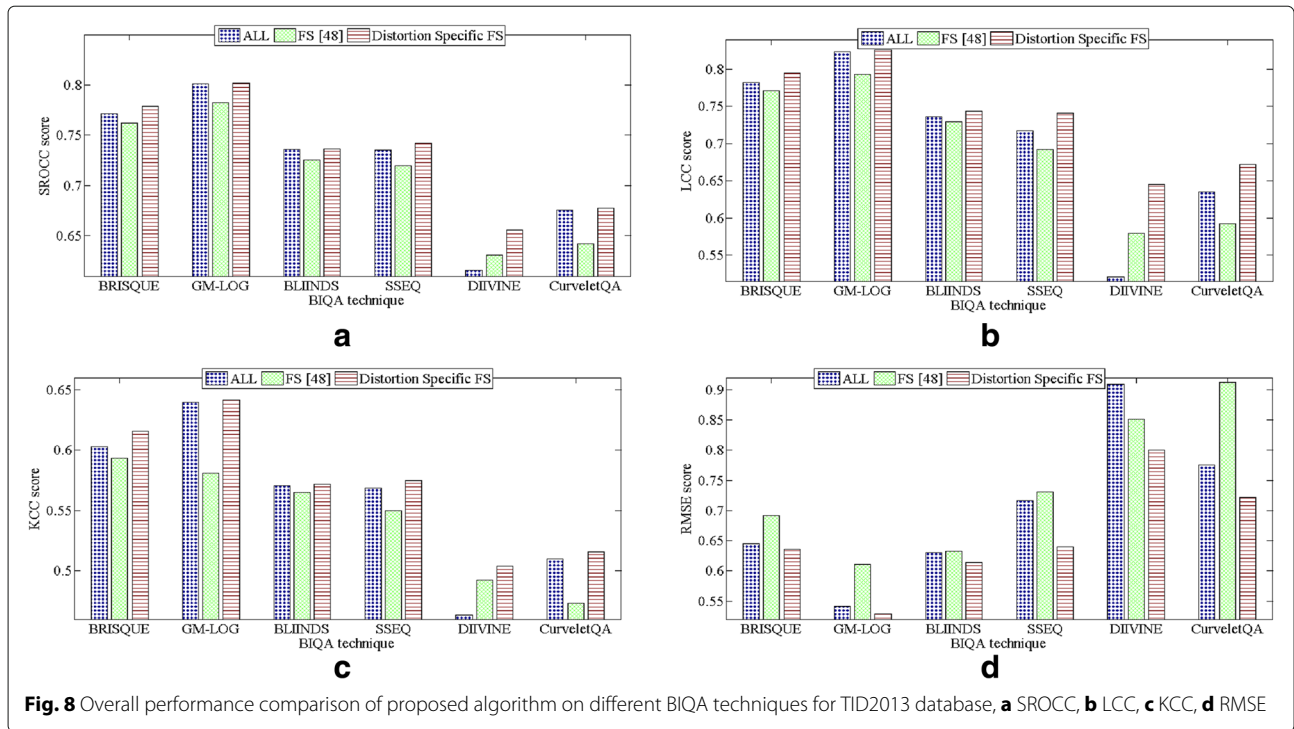 ALL FS [48] Distortion Specific FS
0.8
0.75
0.7
0.65
SROCC score
BRISQUE GM-LOG BLIINDS SSEQ DIIVINE CurveletQA
BIQA technique
a
ALL FS [48] Distortion Specific FS
0.8
0.75
0.7
0.65
0.6
0.55
LCC score
BRISQUE GM-LOG BLIINDS SSEQ DIIVINE CurveletQA
BIQA technique
b
ALL FS [48] Distortion Specific FS
0.65
0.6
0.55
0.5
KCC score
BRISQUE GM-LOG BLIINDS SSEQ DIIVINE CurveletQA
BIQA technique
c
ALL FS [48] Distortion Specific FS
0.9
0.85
0.8
0.75
0.7
0.65
0.6
0.55
RMSE score
BRISQUE GM-LOG BLIINDS SSEQ DIIVINE CurveletQA
BIQA technique
d
Fig. 8 Overall performance comparison of proposed algorithm on different BIQA techniques for TID2013 database, a SROCC, b LCC, c KCC, d RMSE